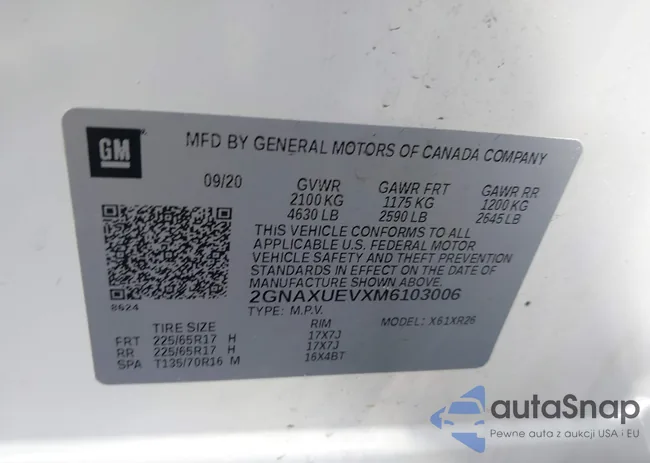 GM
MFD BY GENERAL MOTORS OF CANADA COMPANY
09/20 GVWR GAWR FRT GAWR RR
2100 KG 1175 KG 1200 KG
4630 LB 2590 LB 2645 LB
THIS VEHICLE CONFORMS TO ALL
APPLICABLE U.S. FEDERAL MOTOR
VEHICLE SAFETY AND THEFT PREVENTION
STANDARDS IN EFFECT ON THE DATE OF
MANUFACTURE SHOWN ABOVE.
8624 2GNAXUEVXM6103006
TYPE: M.P.V. MODEL: X61XR26
TIRE SIZE RIM
FRT 225/65R17 H 17X7J
RR 225/65R17 H 17X7J
SPA T135/70R16 M 16X4BT
autoSnap
Pewne auta z aukcji USA i EU